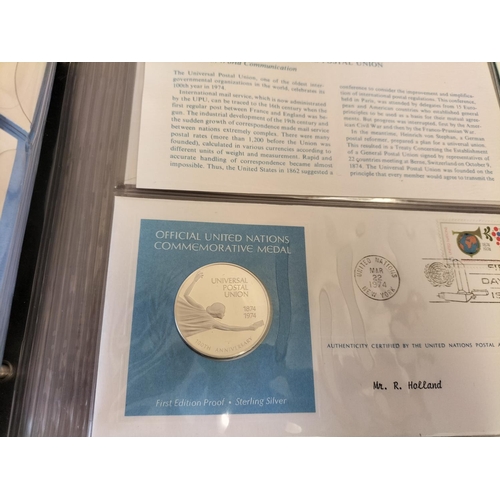 World Communication
POSTAL UNION
The Universal Postal Union, one of the oldest inter-
governmental organizations in the world, celebrates its
100th year in 1974.
International mail service, which is now administered
by the UPU, can be traced to the 16th century when the
first regular post between France and England was be-
gun. The industrial development of the 19th century and
the sudden growth of correspondence made mail service
between nations extremely complex. There were many
postal rates (more than 1,200 before the Union was
founded), calculated in various currencies according to
different units of weight and measurement. Rapid and
accurate handling of correspondence became almost
impossible. Thus, the United States in 1862 suggested a
conference to consider the improvement and simplifica-
tion of international postal regulations. This conference,
held in Paris, was attended by delegates from 15 Euro-
pean and American countries who established general
principles to be used as a basis for their mutual agree-
ments. But progress was interrupted, first by the Amer-
ican Civil War and then by the Franco-Prussian War.
In the meantime, Heinrich von Stephan, a German
postal reformer, prepared a plan for a universal union.
This resulted in a Treaty Concerning the Establishment
of a General Postal Union signed by representatives of
22 countries meeting at Berne, Switzerland on October 9,
1874. The Universal Postal Union was founded on the
principle that every member would agree to transmit the
OFFICIAL UNITED NATIONS
COMMEMORATIVE MEDAL
UNIVERSAL
POSTAL
UNION
1874
1974
ANNIVERSARY
First Edition Proof • Sterling Silver
UNITED NATIONS
MAR
22
1974
NEW YORK
FI
DAY
AUTHENTICITY CERTIFIED BY THE UNITED NATIONS POSTAL A
Mr. R. Holland